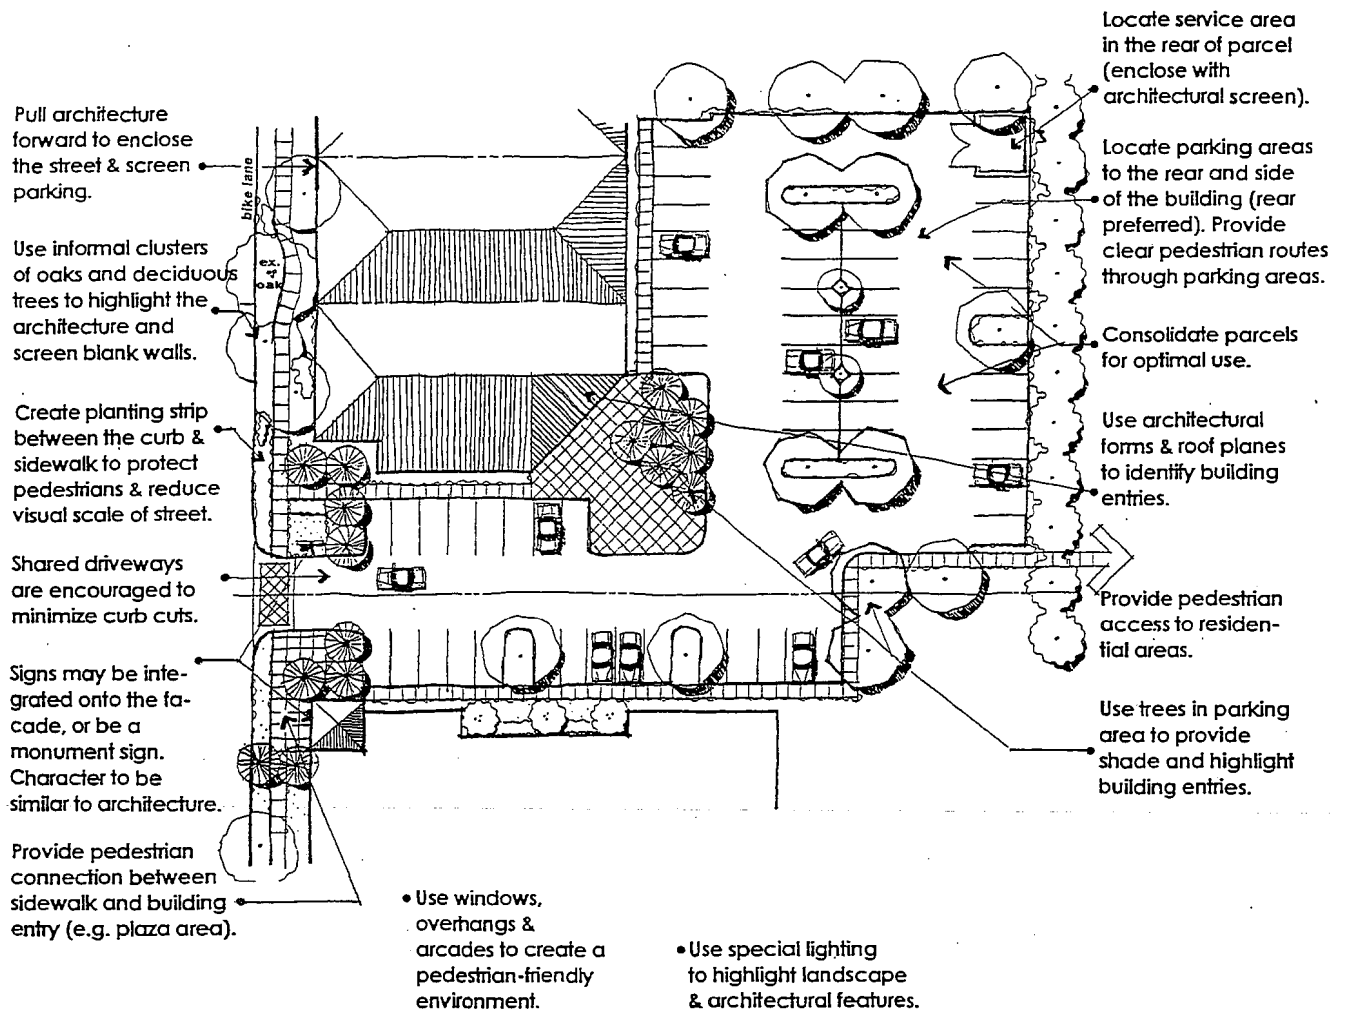 Pull architecture
forward to enclose
the street & screen
parking.
Use informal clusters
of oaks and deciduous
trees to highlight the
architecture and
screen blank walls.
Create planting strip
between the curb &
sidewalk to protect
pedestrians & reduce
visual scale of street.
Shared driveways
are encouraged to
minimize curb cuts.
Signs may be inte-
grated onto the fa-
cade, or be a
monument sign.
Character to be
similar to architecture.
Provide pedestrian
connection between
sidewalk and building
entry (e.g. plaza area).
bike lane
ex.
oak
• Use windows,
overhangs &
arcades to create a
pedestrian-friendly
environment.
• Use special lighting
to highlight landscape
& architectural features.
Locate service area
in the rear of parcel
(enclose with
architectural screen).
Locate parking areas
to the rear and side
of the building (rear
preferred). Provide
clear pedestrian routes
through parking areas.
Consolidate parcels
for optimal use.
Use architectural
forms & roof planes
to identify building
entries.
Provide pedestrian
access to residen-
tial areas.
Use trees in parking
area to provide
shade and highlight
building entries.